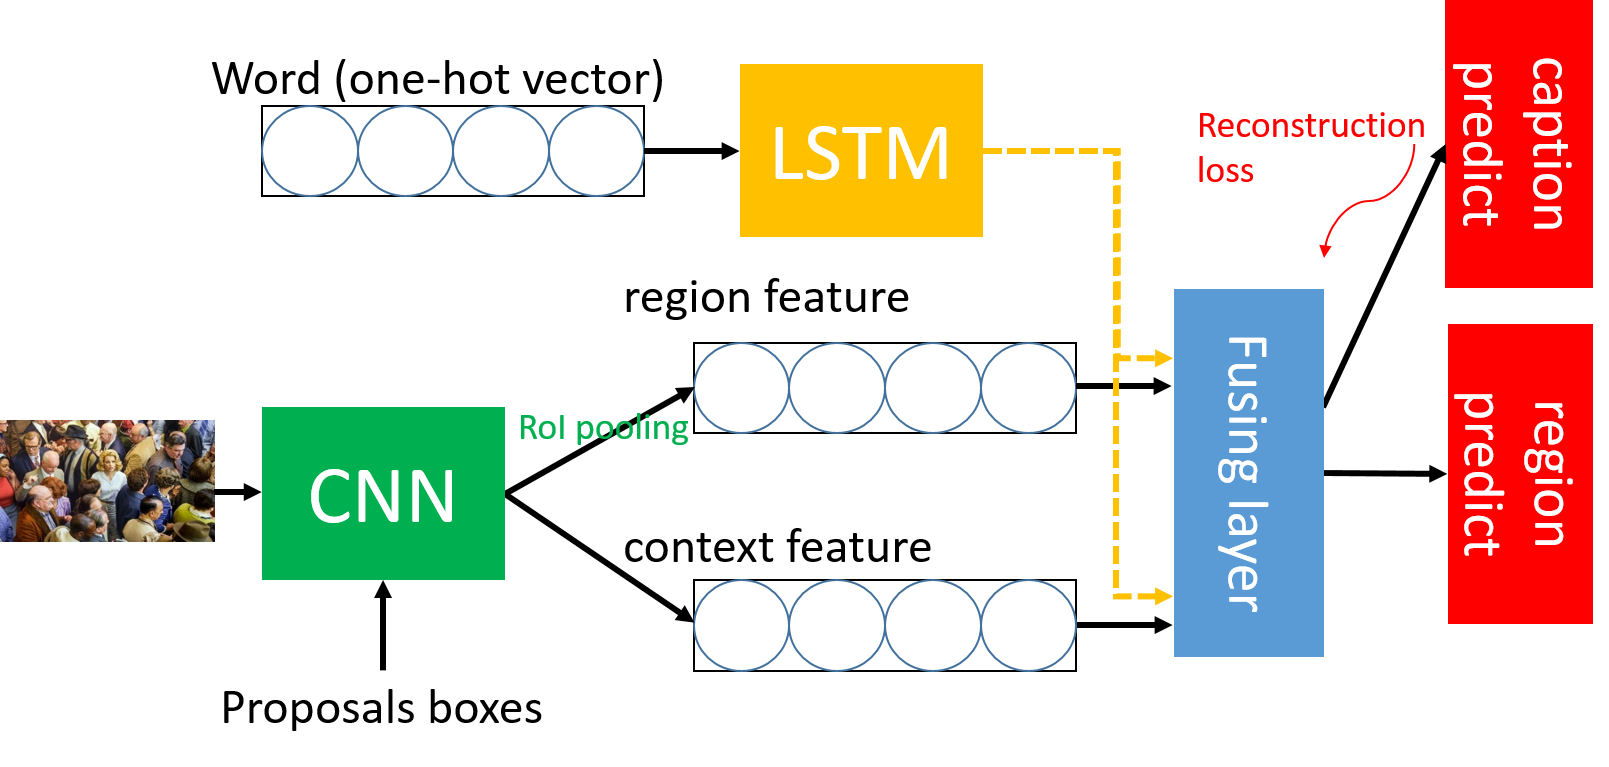 Word (one-hot vector)
LSTM
Reconstruction
loss
caption
predict
region feature
RoI pooling
CNN
Fusing layer
region
predict
context feature
Proposals boxes